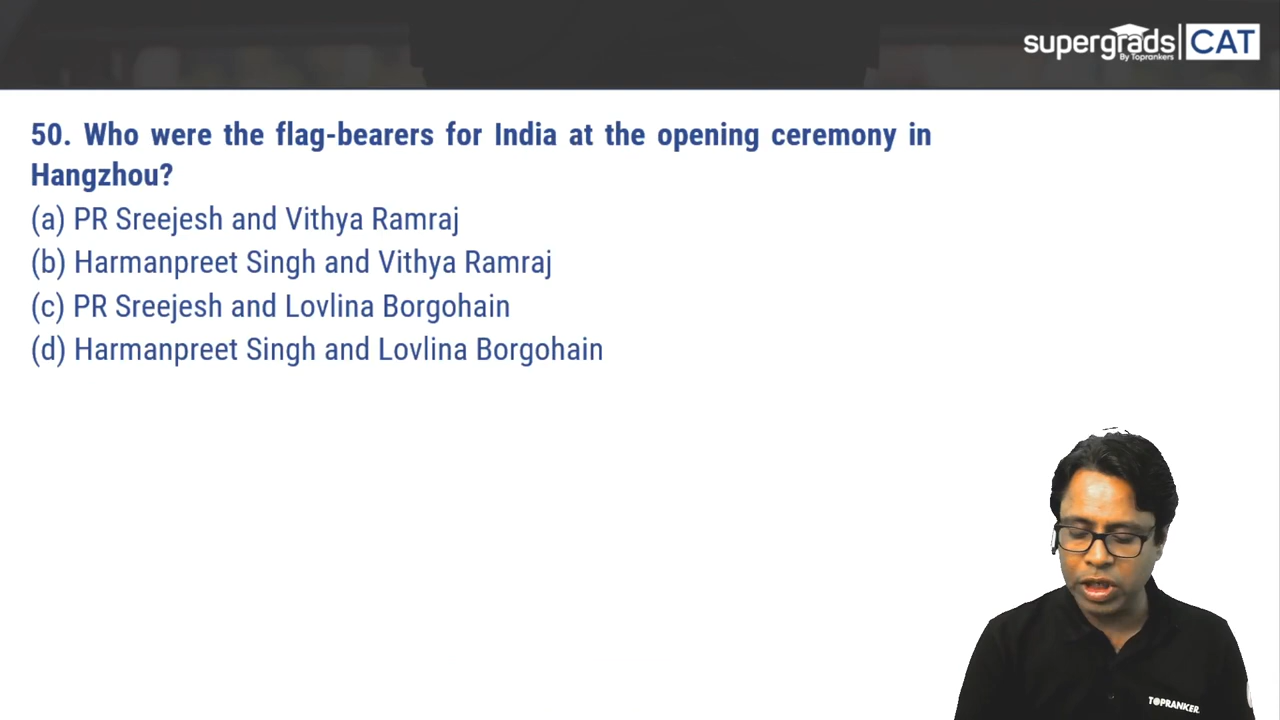 supergrads CAT
By Toprankers
50. Who were the flag-bearers for India at the opening ceremony in
Hangzhou?
(a) PR Sreejesh and Vithya Ramraj
(b) Harmanpreet Singh and Vithya Ramraj
(c) PR Sreejesh and Lovlina Borgohain
(d) Harmanpreet Singh and Lovlina Borgohain
TOPRANKER